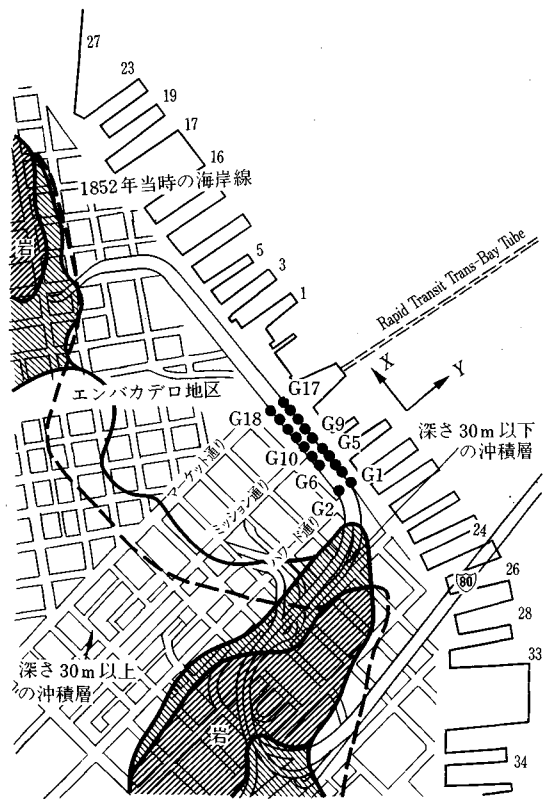 27
23
19
17
16
1852年当時の海岸線
岩
5
3
1
Rapid Transit Trans-Bay Tube
X
Y
エンバカデロ地区
G17
G18
G9
G5
深さ30m以下
の沖積層
G10
G1
G6
G2
マーケット通り
ミッション通り
ハワード通り
24
26
80
28
33
深さ30m以上
の沖積層
岩
34